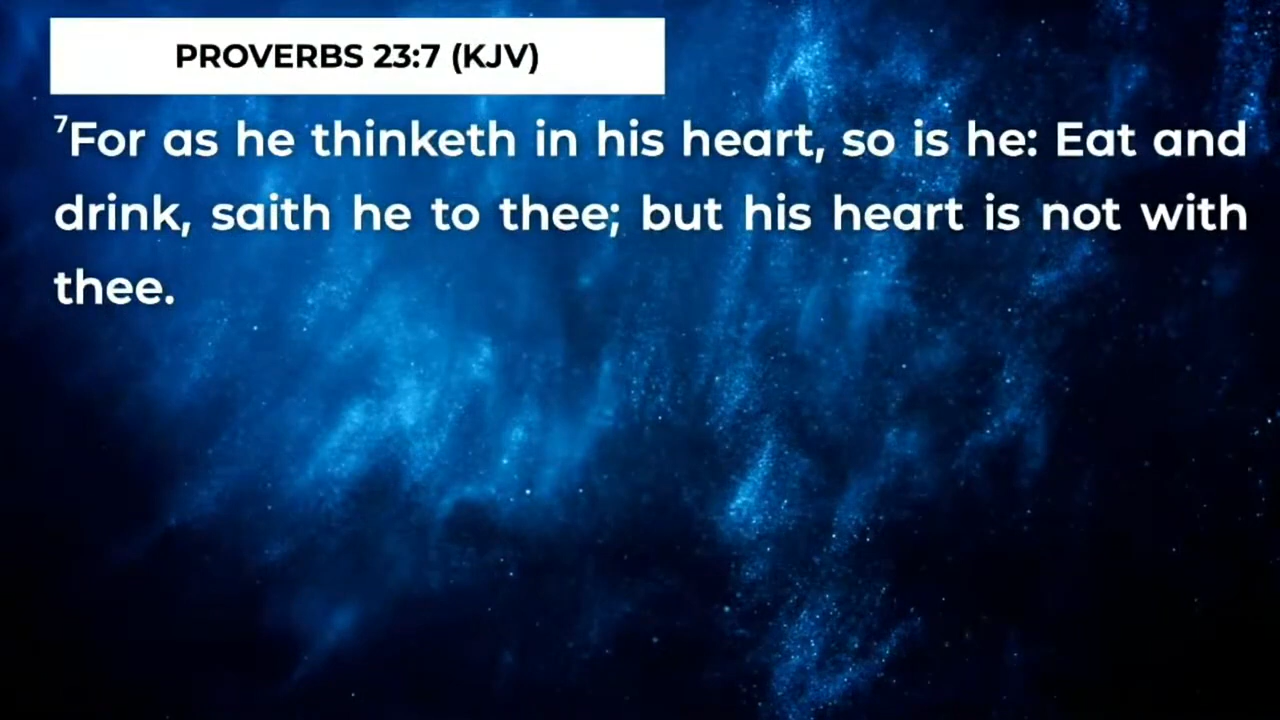 PROVERBS 23:7 (KJV)
⁷For as he thinketh in his heart, so is he: Eat and
drink, saith he to thee; but his heart is not with
thee.